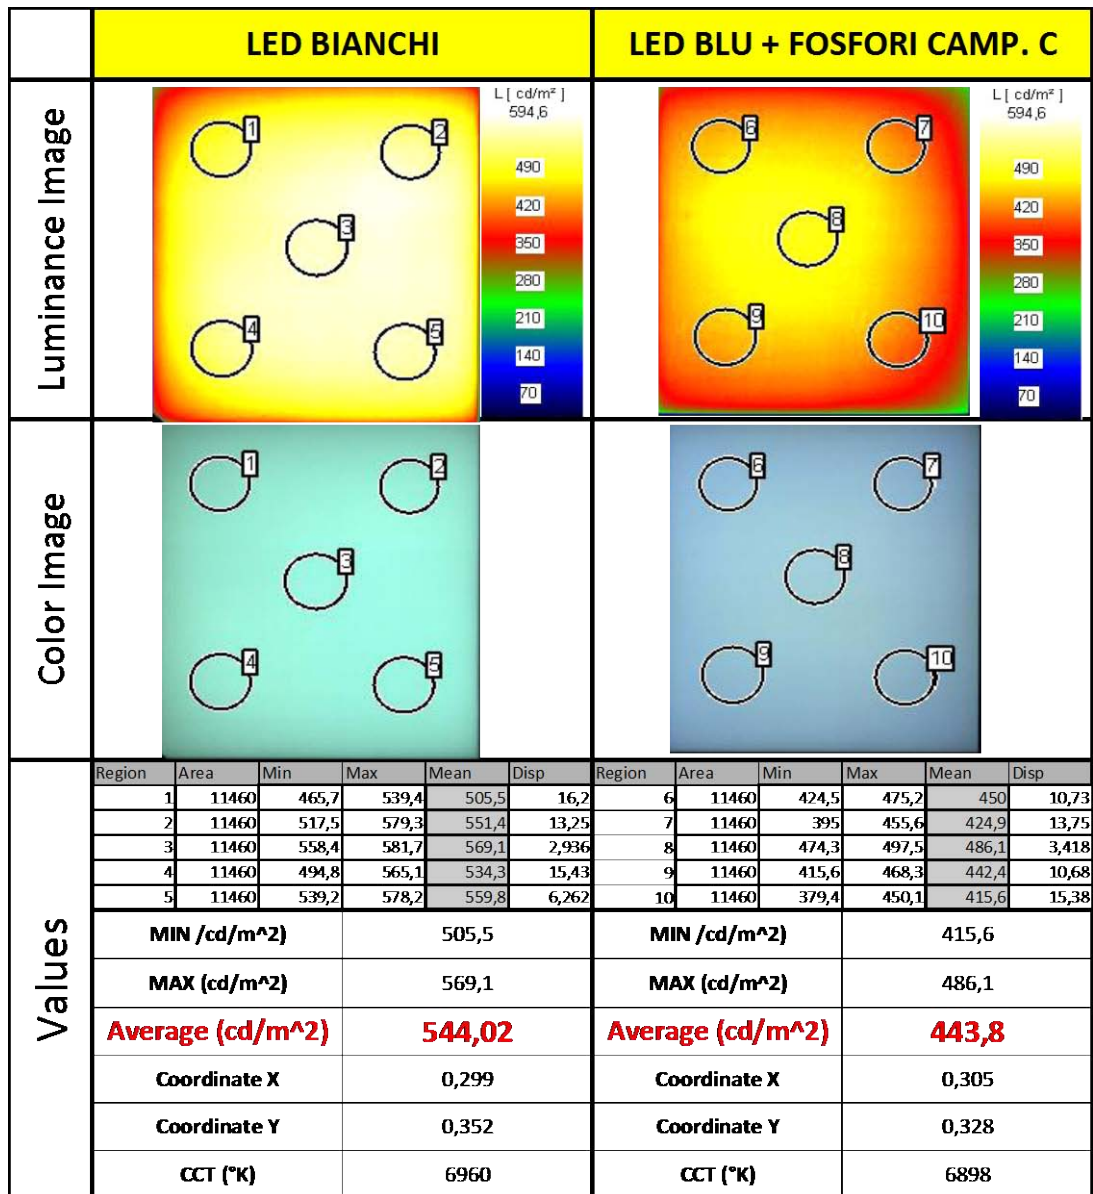 LED BIANCHI
LED BLU + FOSFORI CAMP. C
Luminance Image
L [ cd/m² ]
594,6
490
420
350
280
210
140
70
1
2
3
4
5
L [ cd/m² ]
594,6
490
420
350
280
210
140
70
6
7
8
9
10
Color Image
1
2
3
4
5
6
7
8
9
10
Values
Region Area Min Max Mean Disp Region Area Min Max Mean Disp
1 11460 465,7 539,4 505,5 16,2 6 11460 424,5 475,2 450 10,73
2 11460 517,5 579,3 551,4 13,25 7 11460 395 455,6 424,9 13,75
3 11460 558,4 581,7 569,1 2,936 8 11460 474,3 497,5 486,1 3,418
4 11460 494,8 565,1 534,3 15,43 9 11460 415,6 468,3 442,4 10,68
5 11460 539,2 578,2 559,8 6,262 10 11460 379,4 450,1 415,6 15,38
MIN /cd/m^2) 505,5 MIN /cd/m^2) 415,6
MAX (cd/m^2) 569,1 MAX (cd/m^2) 486,1
Average (cd/m^2) 544,02 Average (cd/m^2) 443,8
Coordinate X 0,299 Coordinate X 0,305
Coordinate Y 0,352 Coordinate Y 0,328
CCT (°K) 6960 CCT (°K) 6898